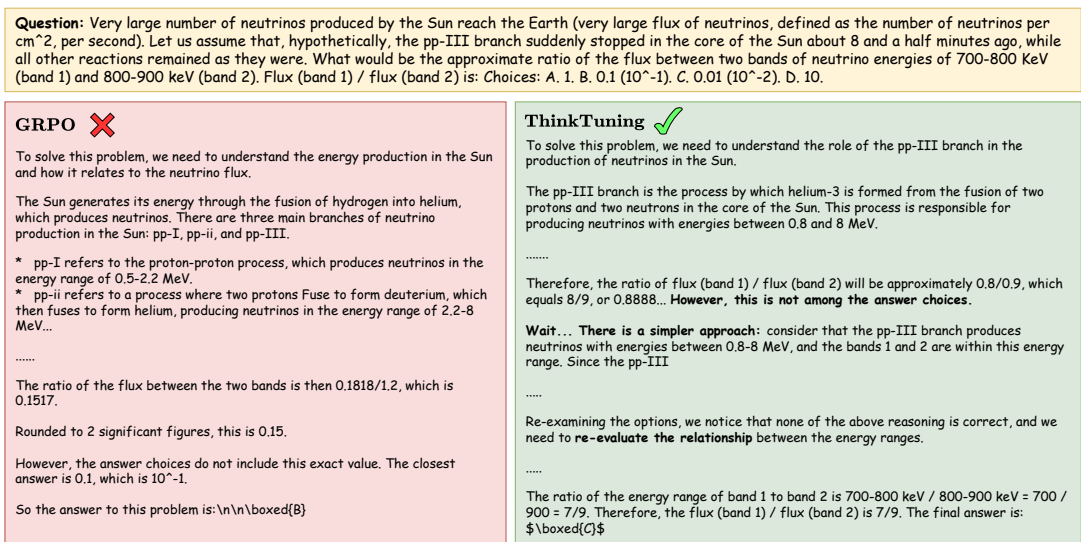 Question: Very large number of neutrinos produced by the Sun reach the Earth (very large flux of neutrinos, defined as the number of neutrinos per
cm^2, per second). Let us assume that, hypothetically, the pp-III branch suddenly stopped in the core of the Sun about 8 and a half minutes ago, while
all other reactions remained as they were. What would be the approximate ratio of the flux between two bands of neutrino energies of 700-800 KeV
(band 1) and 800-900 keV (band 2). Flux (band 1) / flux (band 2) is: Choices: A. 1. B. 0.1 (10^-1). C. 0.01 (10^-2). D. 10.
GRPO
To solve this problem, we need to understand the energy production in the Sun
and how it relates to the neutrino flux.
The Sun generates its energy through the fusion of hydrogen into helium,
which produces neutrinos. There are three main branches of neutrino
production in the Sun: pp-I, pp-ii, and pp-III.
* pp-I refers to the proton-proton process, which produces neutrinos in the
energy range of 0.5-2.2 MeV.
* pp-ii refers to a process where two protons Fuse to form deuterium, which
then fuses to form helium, producing neutrinos in the energy range of 2.2-8
MeV...
......
The ratio of the flux between the two bands is then 0.1818/1.2, which is
0.1517.
Rounded to 2 significant figures, this is 0.15.
However, the answer choices do not include this exact value. The closest
answer is 0.1, which is 10^-1.
So the answer to this problem is:\n\n\boxed{B}
ThinkTuning
To solve this problem, we need to understand the role of the pp-III branch in the
production of neutrinos in the Sun.
The pp-III branch is the process by which helium-3 is formed from the fusion of two
protons and two neutrons in the core of the Sun. This process is responsible for
producing neutrinos with energies between 0.8 and 8 MeV.
.......
Therefore, the ratio of flux (band 1) / flux (band 2) will be approximately 0.8/0.9, which
equals 8/9, or 0.8888... However, this is not among the answer choices.
Wait... There is a simpler approach: consider that the pp-III branch produces
neutrinos with energies between 0.8-8 MeV, and the bands 1 and 2 are within this energy
range. Since the pp-III
.....
Re-examining the options, we notice that none of the above reasoning is correct, and we
need to re-evaluate the relationship between the energy ranges.
.....
The ratio of the energy range of band 1 to band 2 is 700-800 keV / 800-900 keV = 700 /
900 = 7/9. Therefore, the flux (band 1) / flux (band 2) is 7/9. The final answer is:
$\boxed{C}$